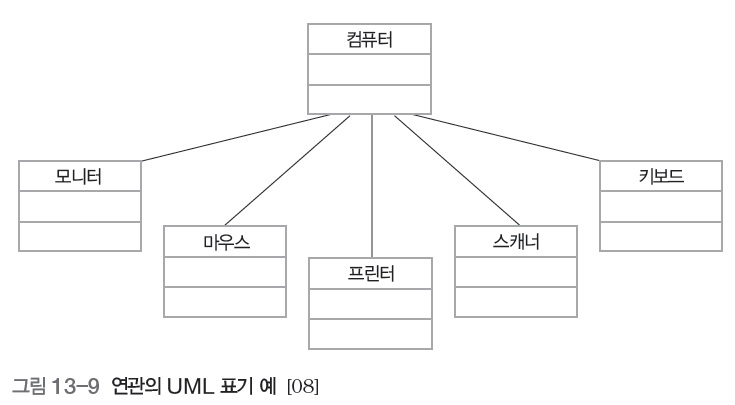 컴퓨터
모니터
키보드
마우스
스캐너
프린터
그림 13-9 연관의 UML 표기 예 [08]